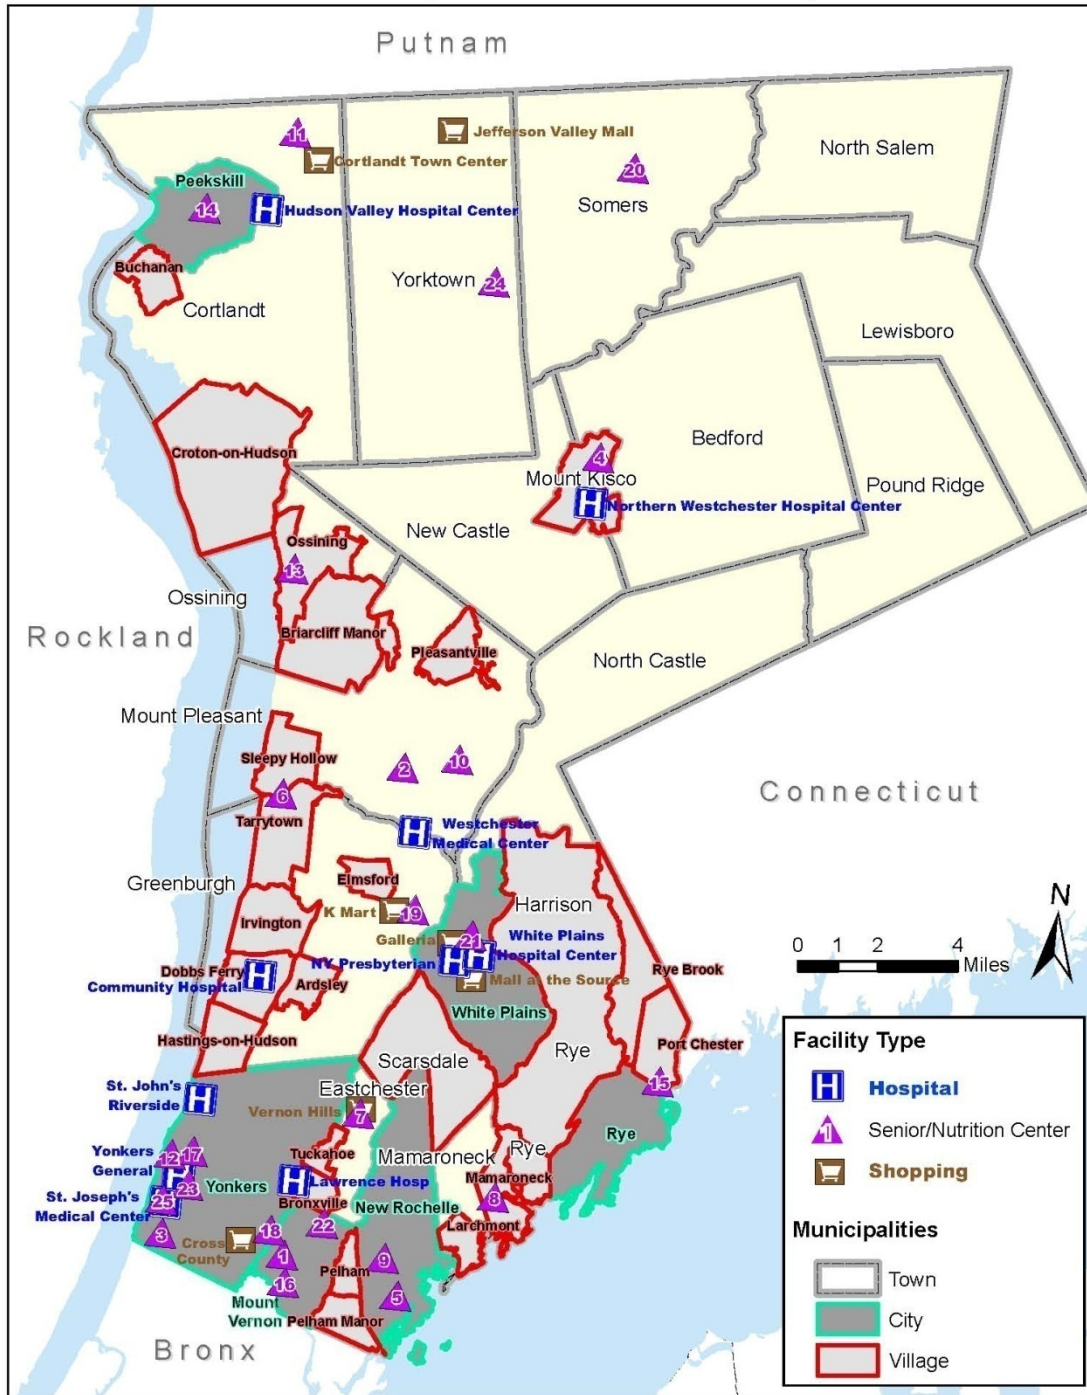 Putnam
11
Jefferson Valley Mall
Cortlandt Town Center
North Salem
20
Peekskill
Somers
14
H
Hudson Valley Hospital Center
Buchanan
Yorktown
24
Cortlandt
Lewisboro
Croton-on-Hudson
Bedford
4
Mount Kisco
Pound Ridge
H
Northern Westchester Hospital Center
New Castle
Ossining
13
Ossining
Rockland
Briarcliff Manor
Pleasantville
North Castle
Mount Pleasant
Sleepy Hollow
2
10
Connecticut
6
Tarrytown
H
Westchester
Medical Center
Elmsford
Greenburgh
K Mart
19
Harrison
Irvington
Galleria
21
White Plains
Hospital Center
NY Presbyterian
H
H
Dobbs Ferry
Community Hospital
H
Ardsley
Mall at the Source
Rye Brook
White Plains
Hastings-on-Hudson
Scarsdale
Rye
Port Chester
N
0 1 2 4
Miles
St. John's
Riverside
H
Eastchester
15
Vernon Hills
7
Rye
Tuckahoe
Mamaroneck
Rye
Yonkers
General
12
17
H
Yonkers
H
Lawrence Hosp
Mamaroneck
8
St. Joseph's
Medical Center
23
25
Bronxville
New Rochelle
Larchmont
3
Cross
County
18
22
1
Pelham
9
16
5
Mount
Vernon
Pelham Manor
Bronx
Facility Type
H
Hospital
1
Senior/Nutrition Center
Shopping
Municipalities
Town
City
Village